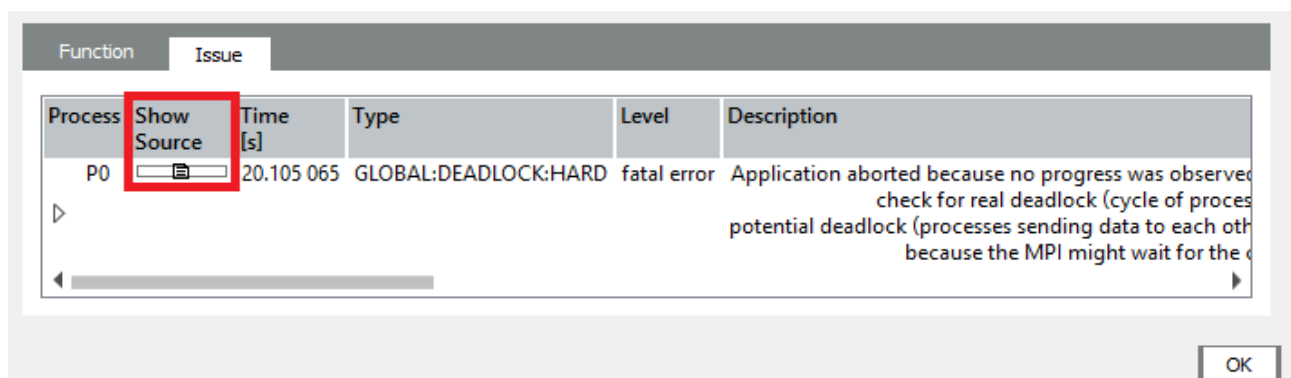 Function Issue
Process Show Source Time [s] Type Level Description
P0 20.105 065 GLOBAL:DEADLOCK:HARD fatal error Application aborted because no progress was observed
check for real deadlock (cycle of proces
potential deadlock (processes sending data to each oth
because the MPI might wait for the
OK